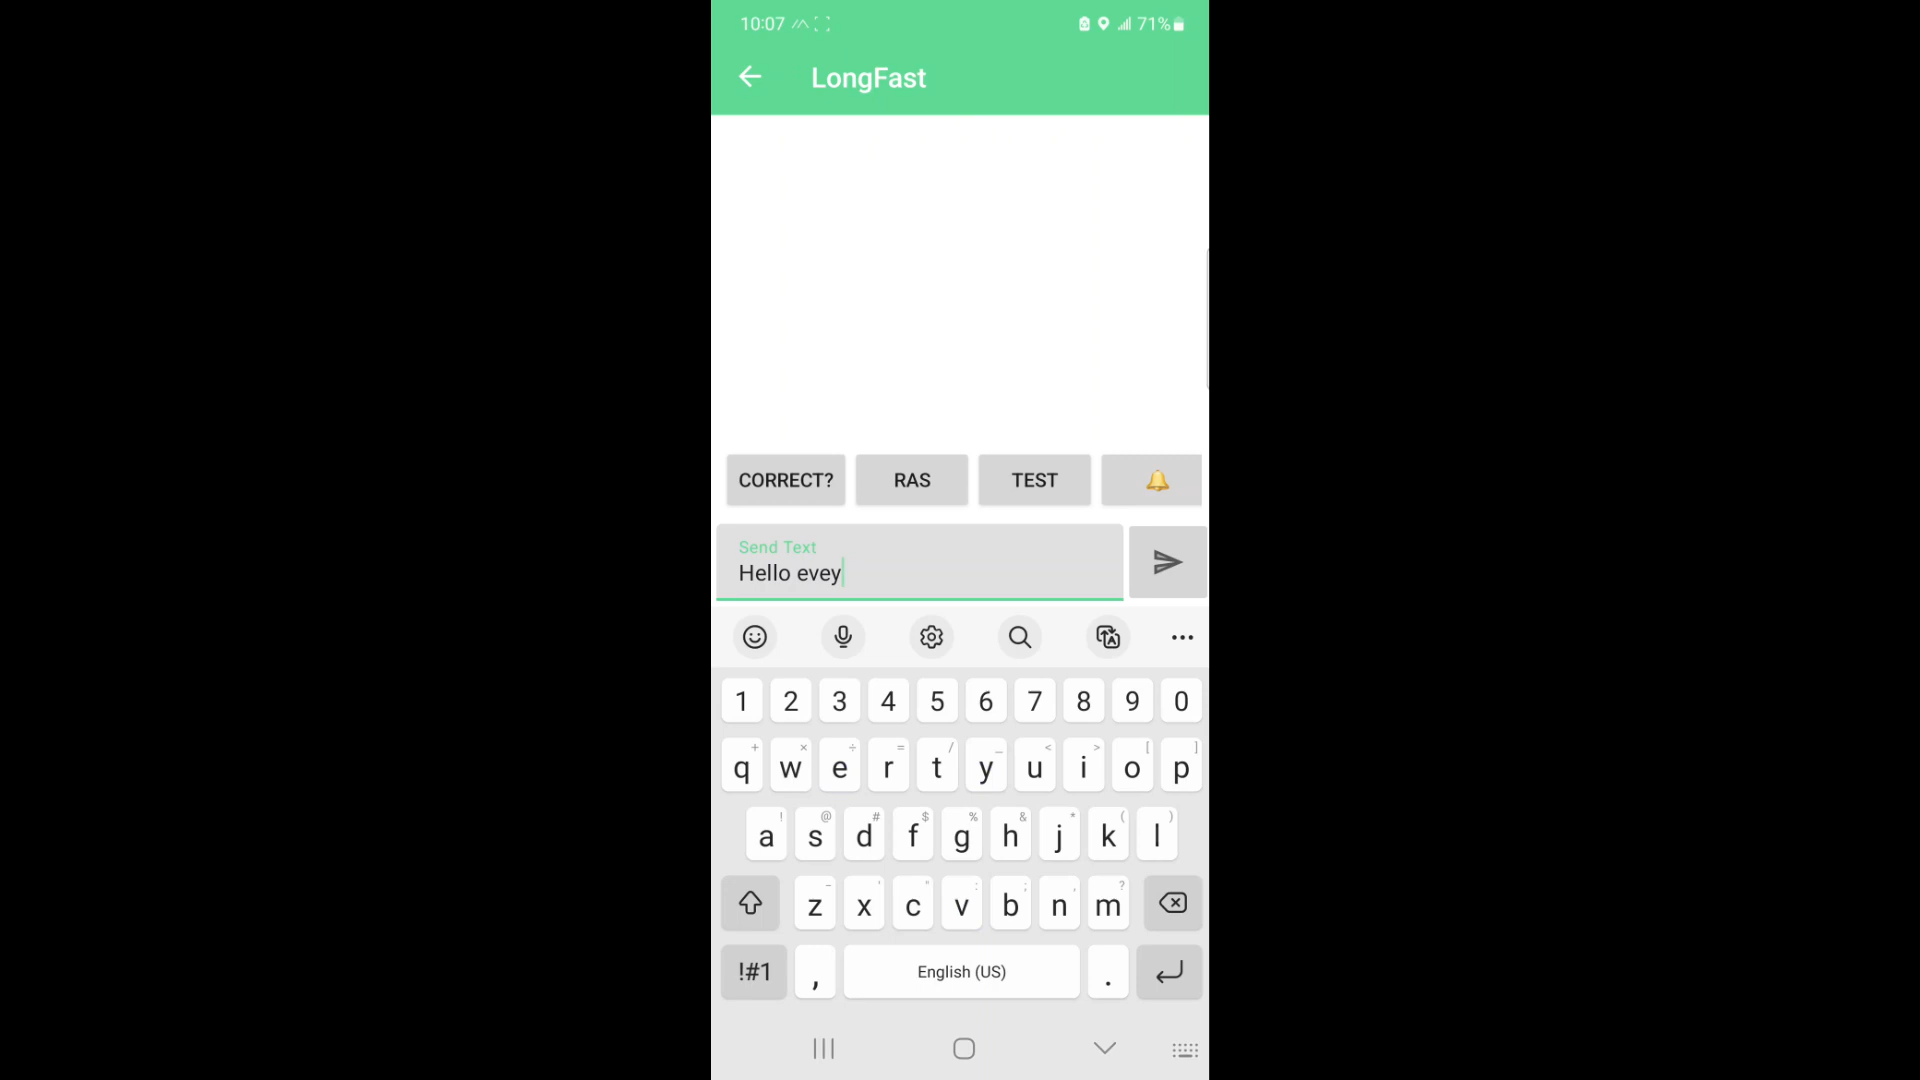 10:07 71%
LongFast
CORRECT? RAS TEST
Send Text
Hello evey
1 2 3 4 5 6 7 8 9 0
+ × ÷ = / _ < > [ ]
q w e r t y u i o p
! @ # $ % & * ( )
a s d f g h j k l
- ' " : ; , ?
z x c v b n m
!#1 , English (US) .